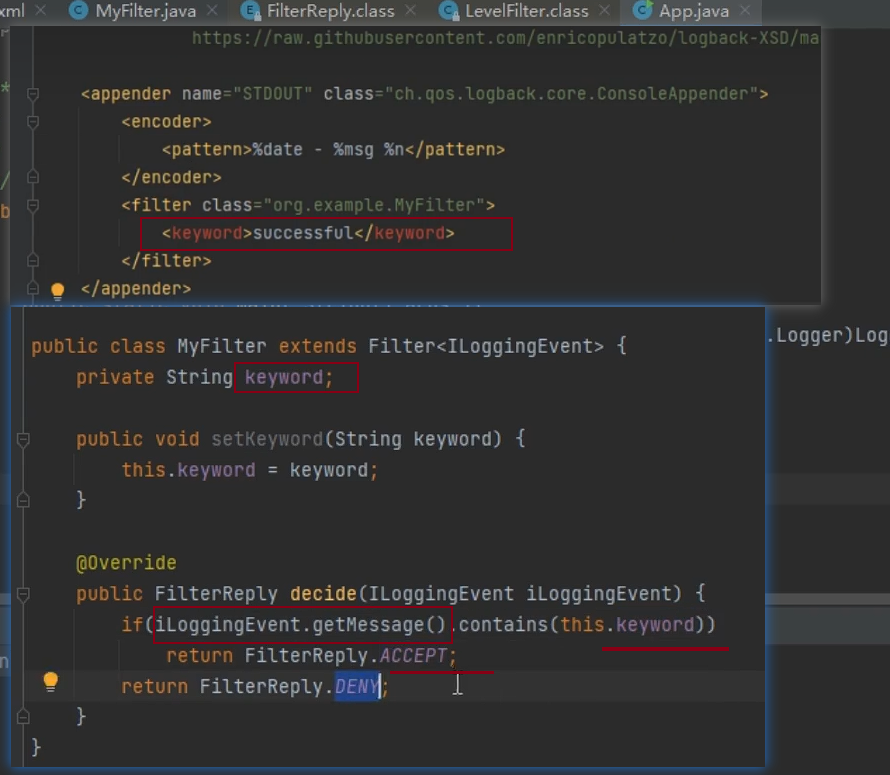 xml
MyFilter.java
FilterReply.class
LevelFilter.class
App.java
https://raw.githubusercontent.com/enricopulatzo/logback-XSD/ma
<appender name="STDOUT" class="ch.qos.logback.core.ConsoleAppender">
<encoder>
<pattern>%date - %msg %n</pattern>
</encoder>
<filter class="org.example.MyFilter">
<keyword>successful</keyword>
</filter>
</appender>
.Logger)Log
public class MyFilter extends Filter<ILoggingEvent> {
private String keyword;
public void setKeyword(String keyword) {
this.keyword = keyword;
}
@Override
public FilterReply decide(ILoggingEvent iLoggingEvent) {
if(iLoggingEvent.getMessage().contains(this.keyword))
return FilterReply.ACCEPT;
return FilterReply.DENY;
}
}